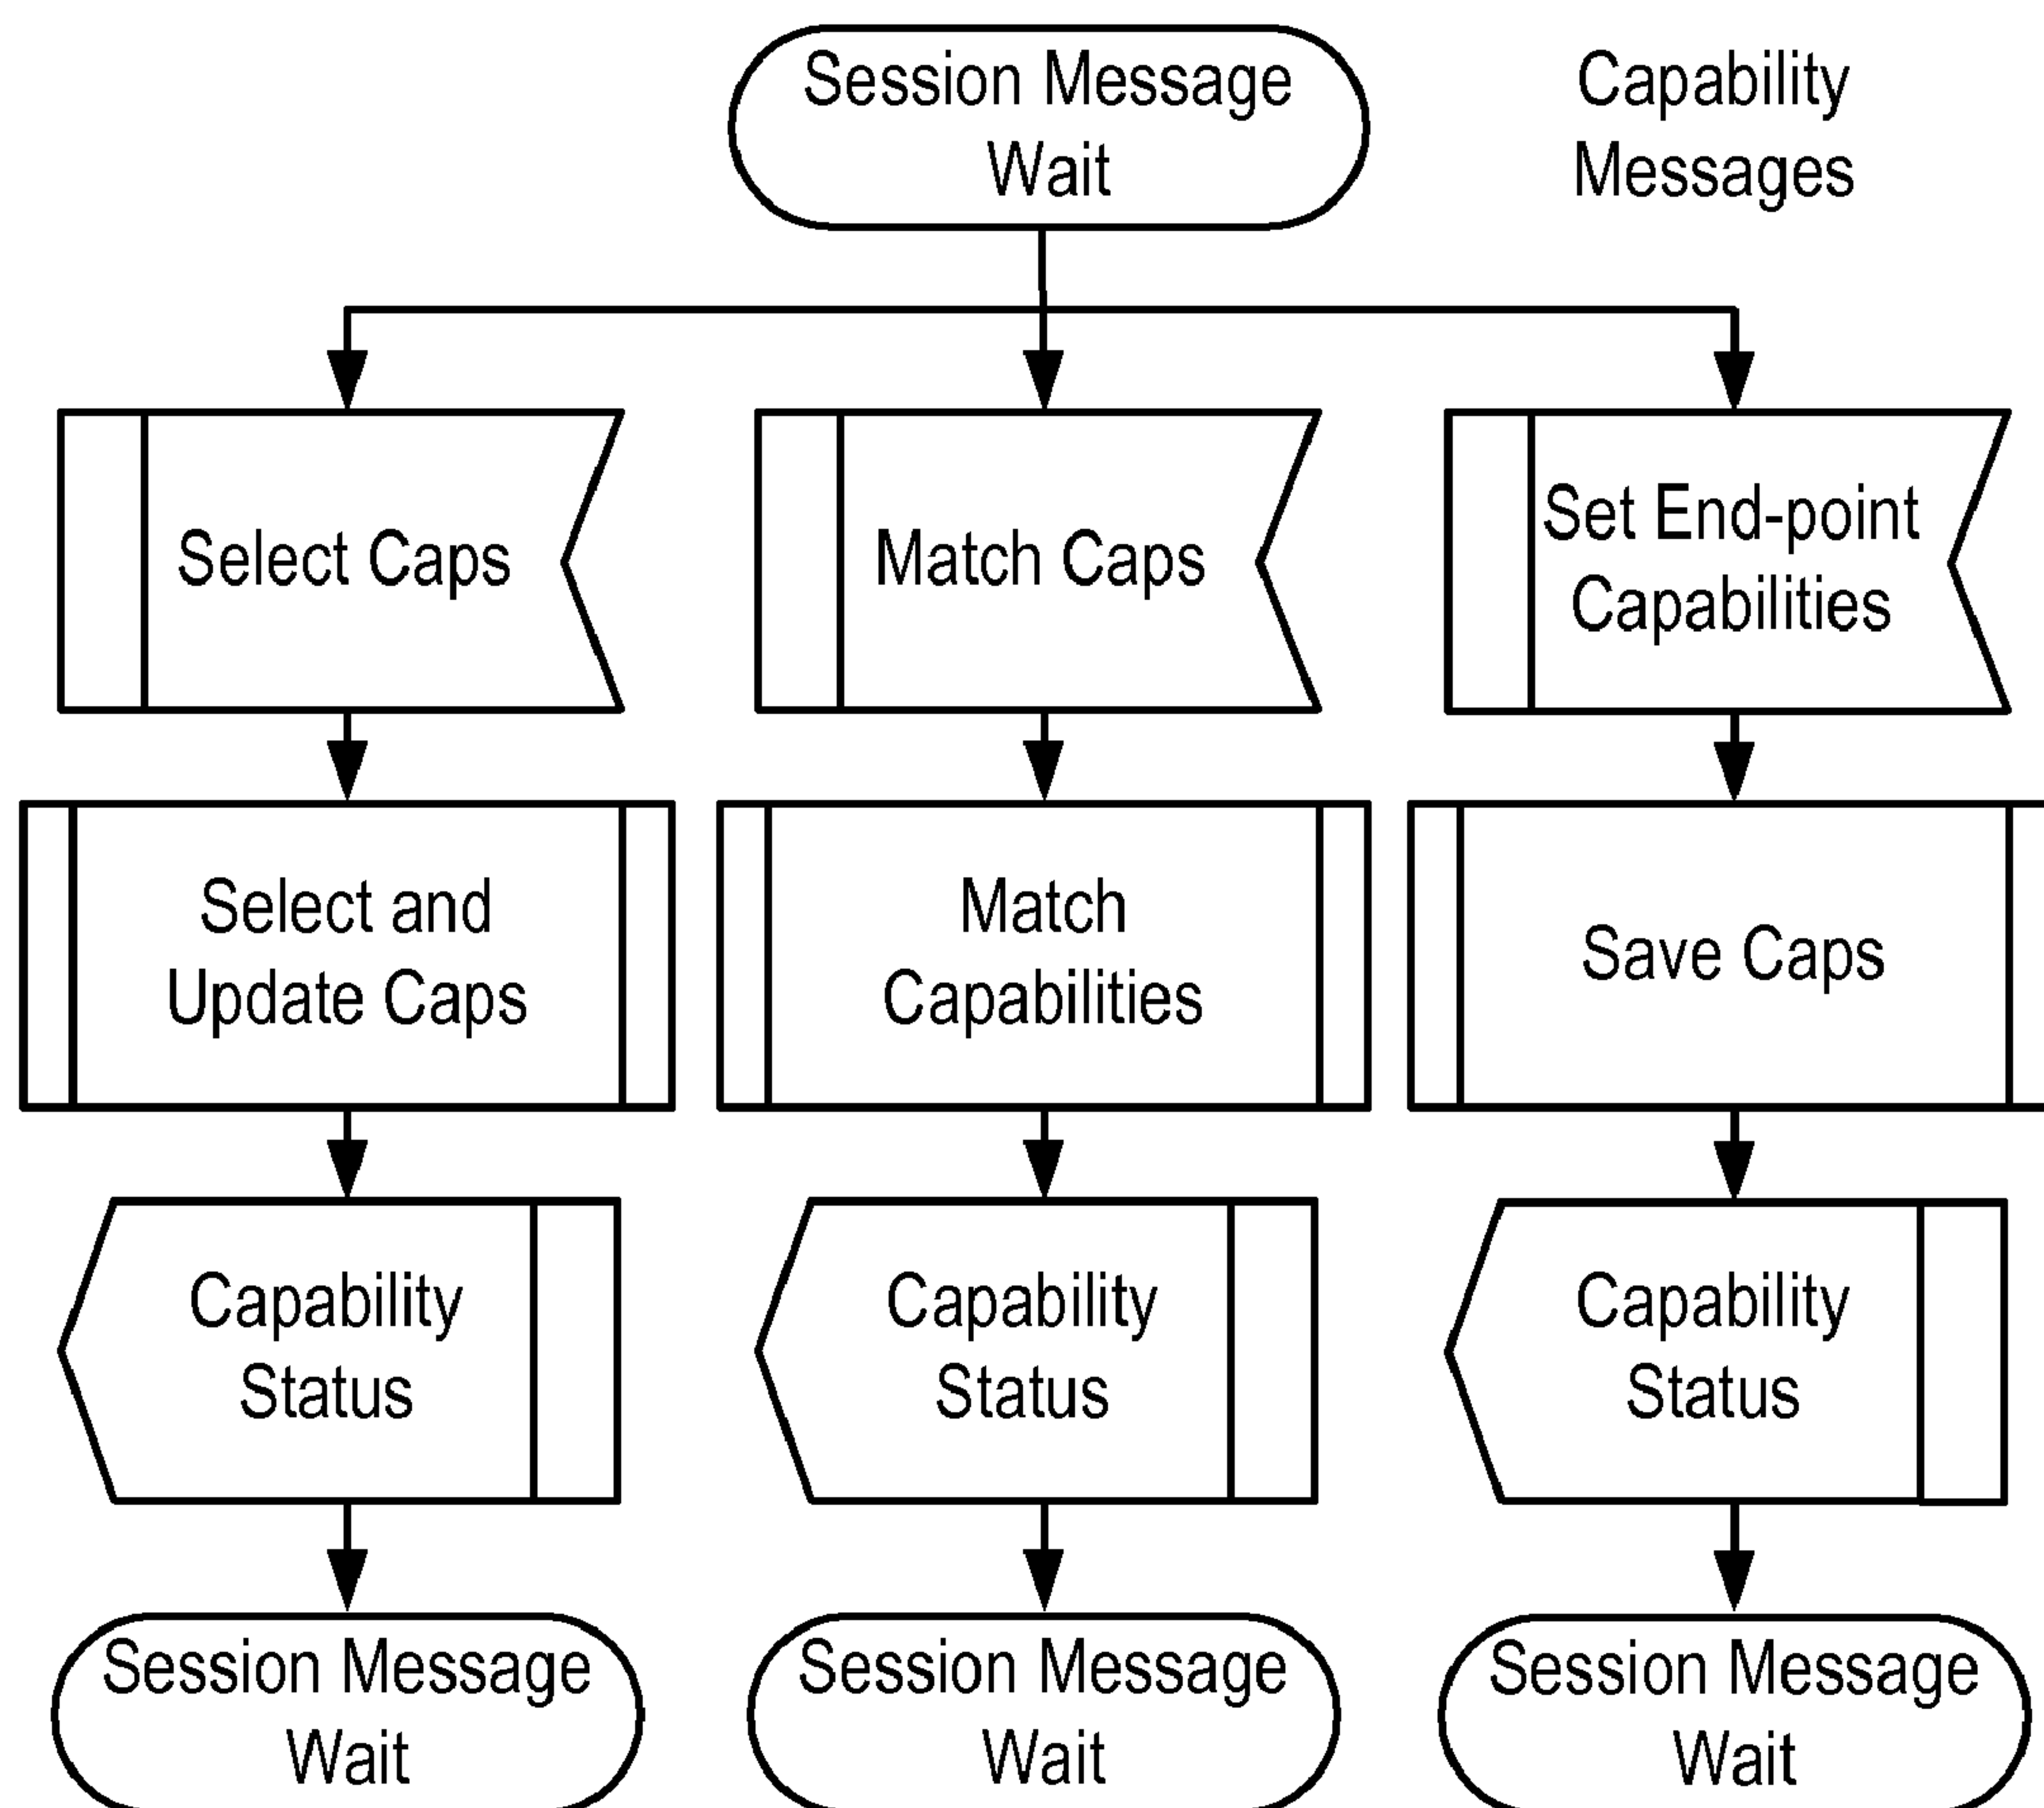 Session Message
Wait
Capability
Messages
Select Caps
Match Caps
Set End-point
Capabilities
Select and
Update Caps
Match
Capabilities
Save Caps
Capability
Status
Capability
Status
Capability
Status
Session Message
Wait
Session Message
Wait
Session Message
Wait